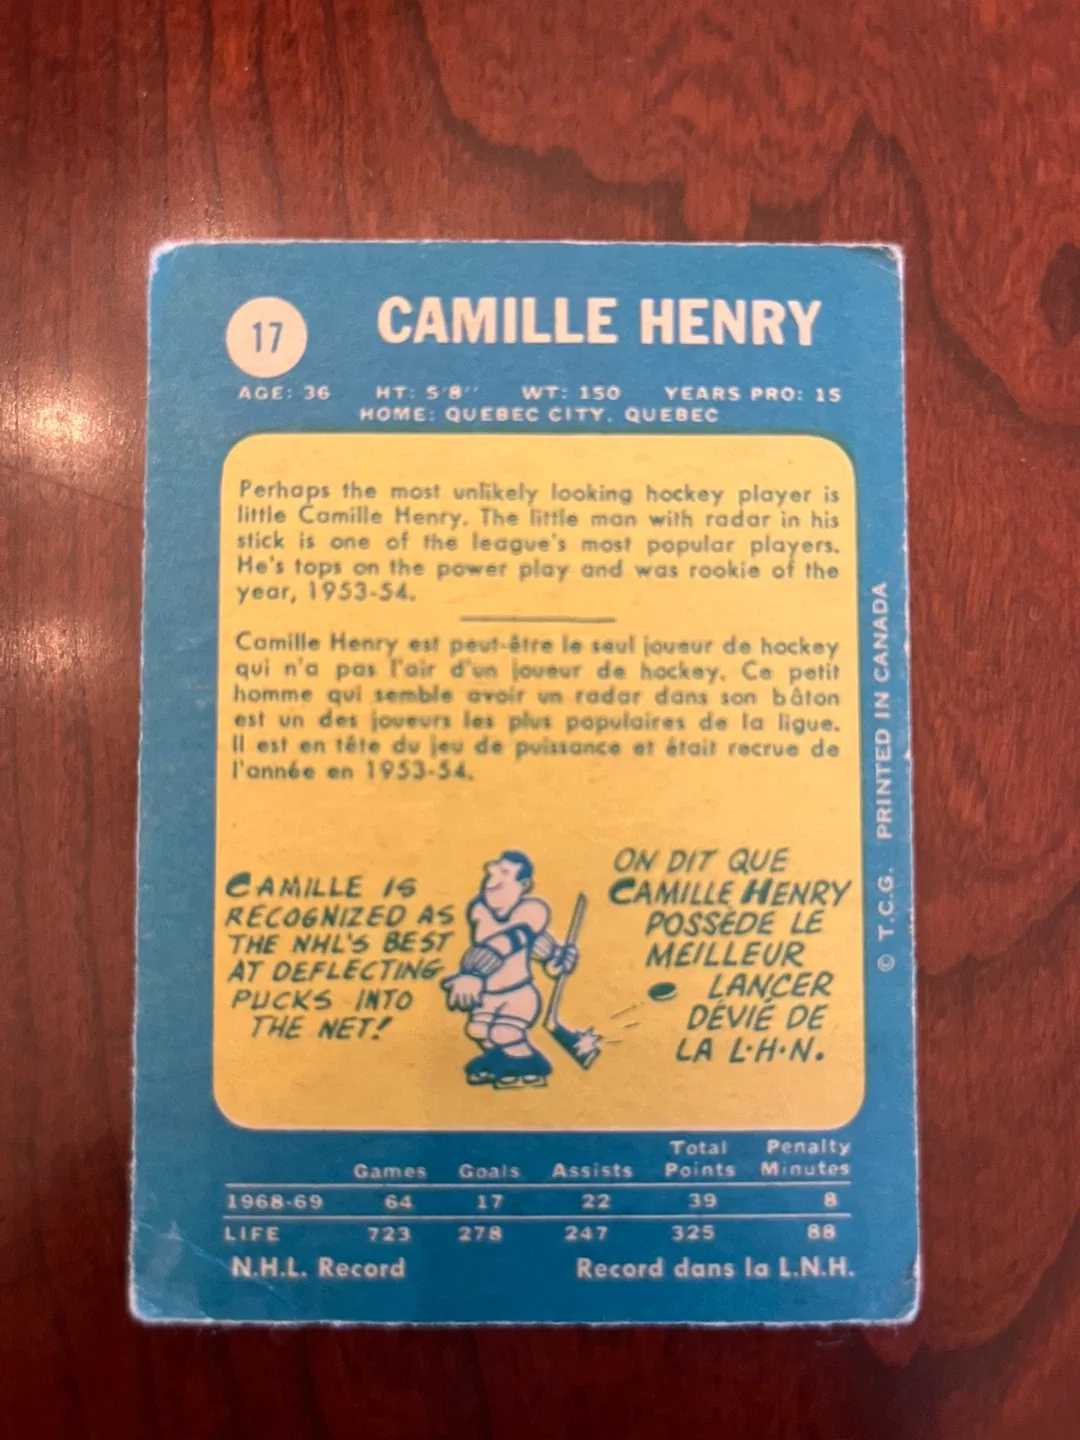 17
CAMILLE HENRY
AGE: 36 HT: 5'8'' WT: 150 YEARS PRO: 15
HOME: QUEBEC CITY, QUEBEC
Perhaps the most unlikely looking hockey player is
little Camille Henry. The little man with radar in his
stick is one of the league's most popular players.
He's tops on the power play and was rookie of the
year, 1953-54.
Camille Henry est peut-être le seul joueur de hockey
qui n'a pas l'air d'un joueur de hockey. Ce petit
homme qui semble avoir un radar dans son bâton
est un des joueurs les plus populaires de la ligue.
Il est en tête du jeu de puissance et était recrue de
l'année en 1953-54.
CAMILLE IS
RECOGNIZED AS
THE NHL'S BEST
AT DEFLECTING
PUCKS INTO
THE NET!
ON DIT QUE
CAMILLE HENRY
POSSÈDE LE
MEILLEUR
LANCER
DÉVIÉ DE
LA L·H·N.
© T.C.G. PRINTED IN CANADA
Games Goals Assists Total Points Penalty Minutes
1968-69 64 17 22 39 8
LIFE 723 278 247 325 88
N.H.L. Record Record dans la L.N.H.